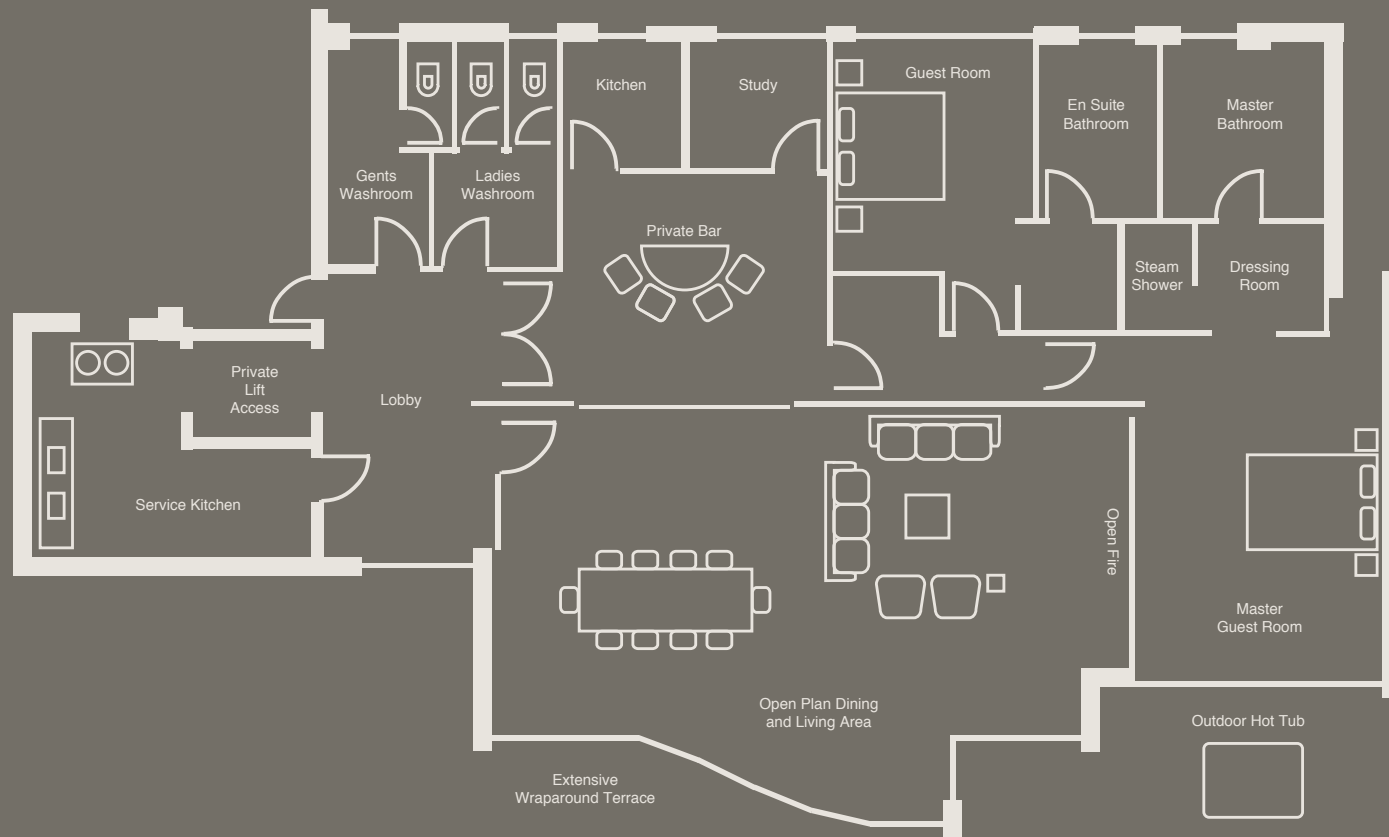 Kitchen
Study
Guest Room
En Suite
Bathroom
Master
Bathroom
Gents
Washroom
Ladies
Washroom
Private Bar
Steam
Shower
Dressing
Room
Private
Lift
Access
Lobby
Service Kitchen
Open Fire
Master
Guest Room
Open Plan Dining
and Living Area
Outdoor Hot Tub
Extensive
Wraparound Terrace